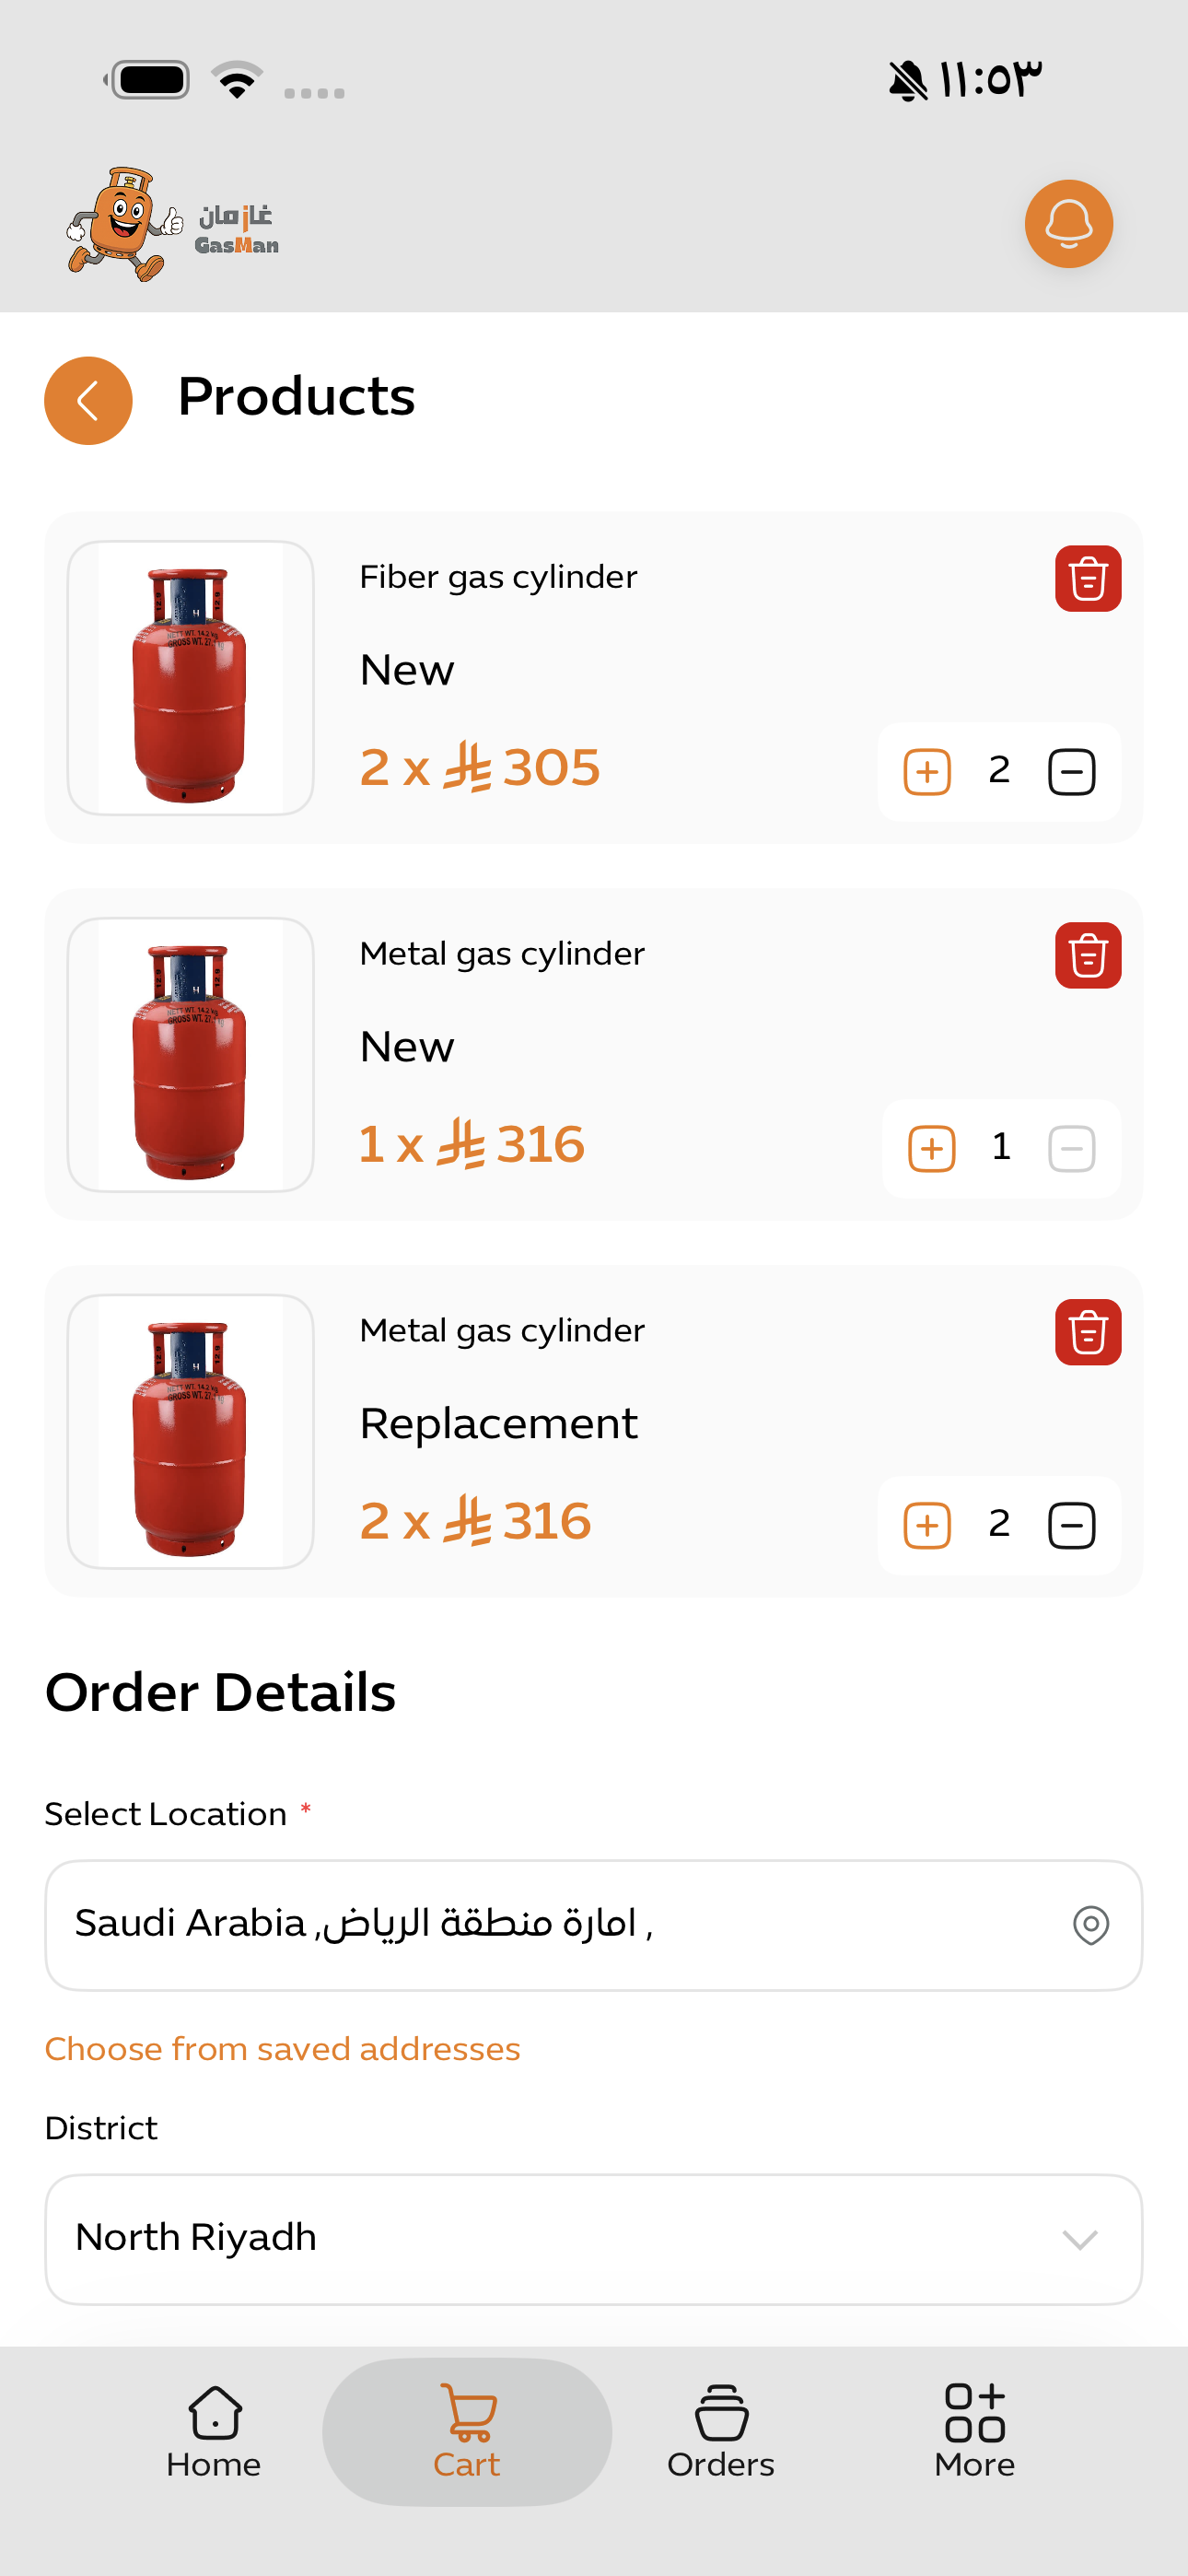 ١١:٥٣
غازمان
GasMan
Products
Fiber gas cylinder
New
2 x 305
2
Metal gas cylinder
New
1 x 316
1
Metal gas cylinder
Replacement
2 x 316
2
Order Details
Select Location *
Saudi Arabia ,امارة منطقة الرياض ,
Choose from saved addresses
District
North Riyadh
Home
Cart
Orders
More